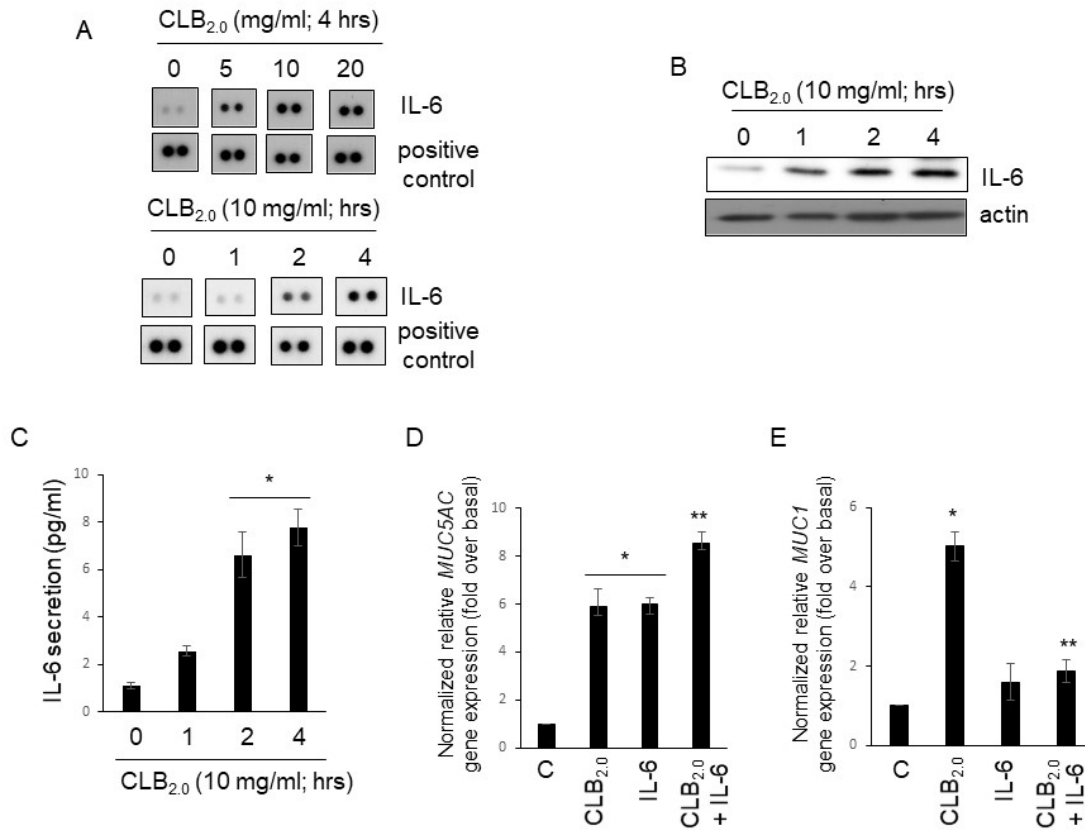 A
CLB2.0 (mg/ml; 4 hrs)
0 5 10 20
IL-6
positive
control
CLB2.0 (10 mg/ml; hrs)
0 1 2 4
IL-6
positive
control
B
CLB2.0 (10 mg/ml; hrs)
0 1 2 4
IL-6
actin
C
IL-6 secretion (pg/ml)
10
8
6
4
2
0
*
0 1 2 4
CLB2.0 (10 mg/ml; hrs)
D
Normalized relative MUC5AC
gene expression (fold over basal)
10
8
6
4
2
0
*
**
C
CLB2.0
IL-6
CLB2.0
+ IL-6
E
Normalized relative MUC1
gene expression (fold over basal)
6
4
2
0
*
**
C
CLB2.0
IL-6
CLB2.0
+ IL-6